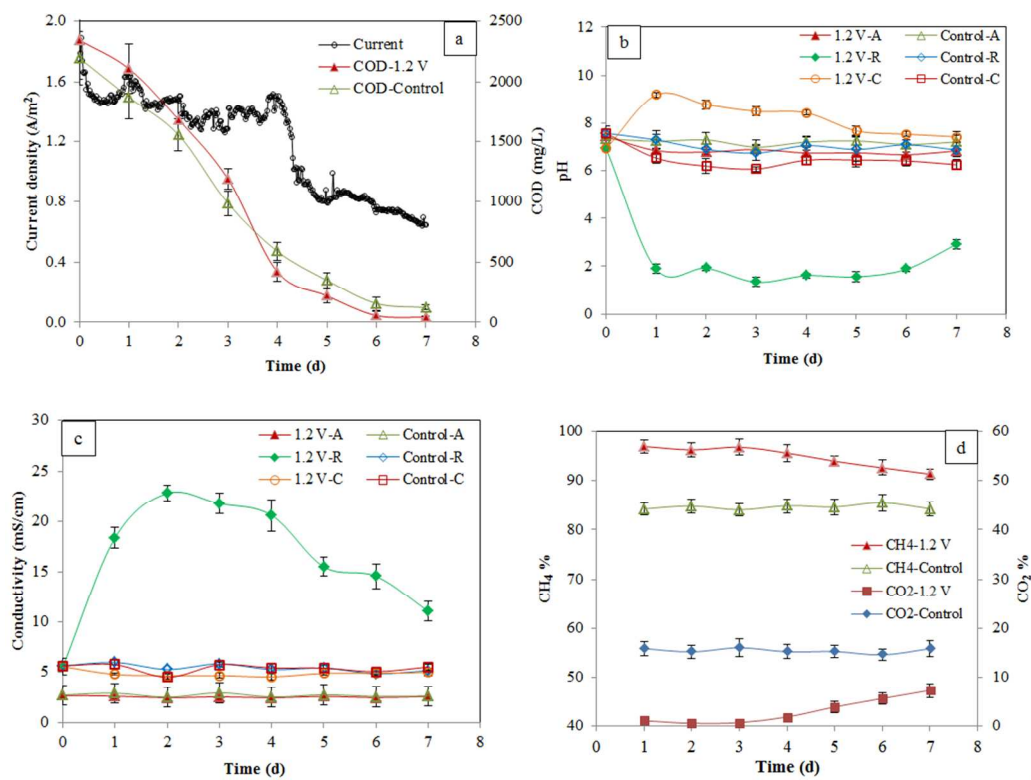 a
Current density (A/m²)
2.0
1.6
1.2
0.8
0.4
0.0
COD (mg/L)
2500
2000
1500
1000
500
0
Current
COD-1.2 V
COD-Control
0 1 2 3 4 5 6 7 8
Time (d)
b
pH
12
10
8
6
4
2
0
1.2 V-A Control-A
1.2 V-R Control-R
1.2 V-C Control-C
0 1 2 3 4 5 6 7 8
Time (d)
c
Conductivity (mS/cm)
30
25
20
15
10
5
0
1.2 V-A Control-A
1.2 V-R Control-R
1.2 V-C Control-C
0 1 2 3 4 5 6 7 8
Time (d)
d
CH₄ %
100
90
80
70
60
50
40
CO₂ %
60
50
40
30
20
10
0
CH4-1.2 V
CH4-Control
CO2-1.2 V
CO2-Control
0 1 2 3 4 5 6 7 8
Time (d)